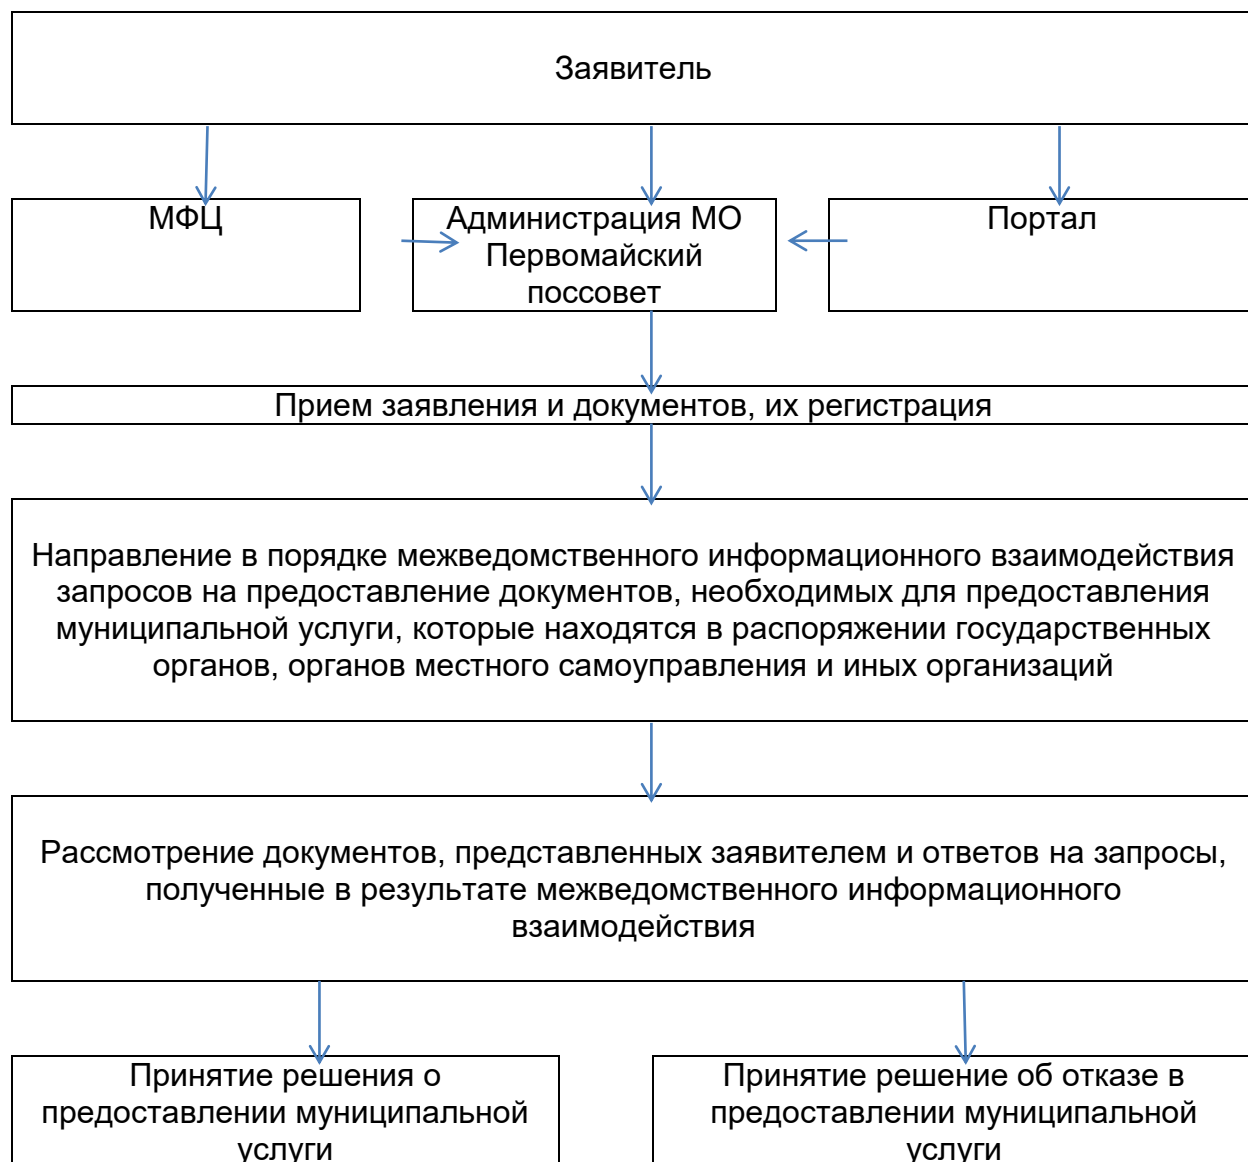 Заявитель
МФЦ
Администрация МО
Первомайский
поссовет
Портал
Прием заявления и документов, их регистрация
Направление в порядке межведомственного информационного взаимодействия
запросов на предоставление документов, необходимых для предоставления
муниципальной услуги, которые находятся в распоряжении государственных
органов, органов местного самоуправления и иных организаций
Рассмотрение документов, представленных заявителем и ответов на запросы,
полученные в результате межведомственного информационного
взаимодействия
Принятие решения о
предоставлении муниципальной
услуги
Принятие решение об отказе в
предоставлении муниципальной
услуги